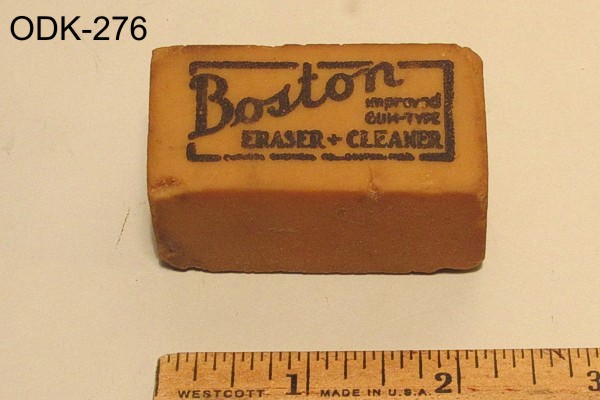 ODK-276
Boston
improved
GUM-TYPE
ERASER + CLEANER
1 2 3
WESTCOTT MADE IN U.S.A.